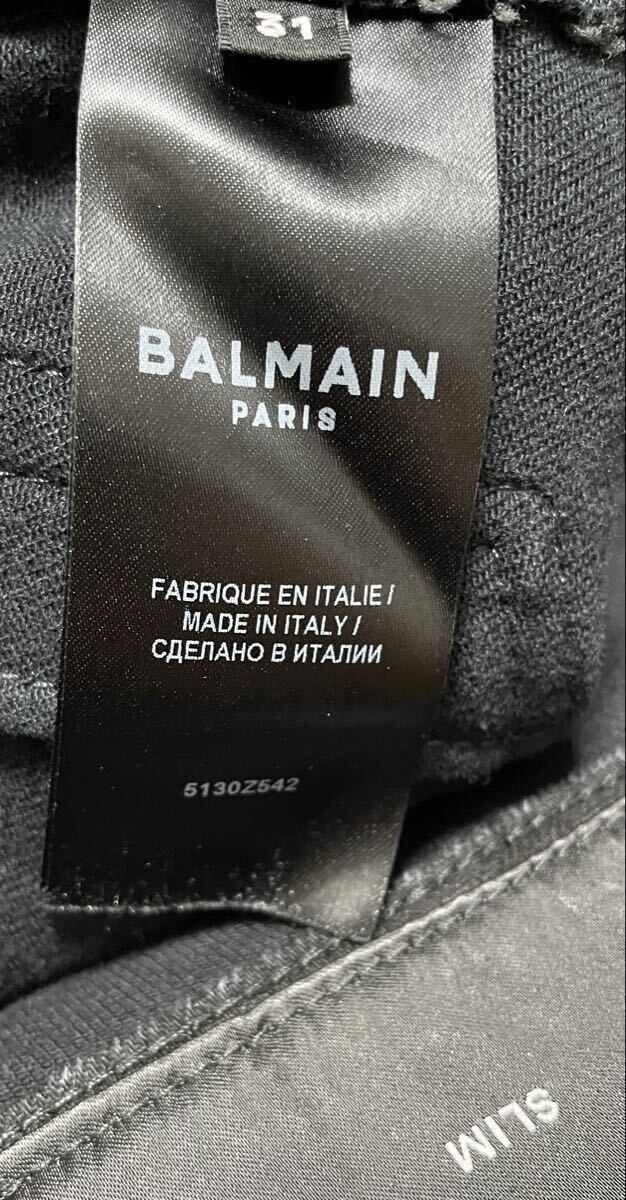 31
BALMAIN
PARIS
FABRIQUE EN ITALIE /
MADE IN ITALY /
СДЕЛАНО В ИТАЛИИ
5130Z542
SLIM